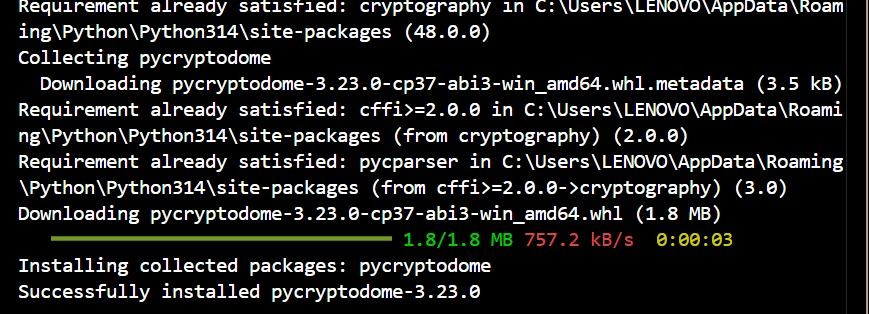 Requirement already satisfied: cryptography in C:\Users\LENOVO\AppData\Roam
ing\Python\Python314\site-packages (48.0.0)
Collecting pycryptodome
  Downloading pycryptodome-3.23.0-cp37-abi3-win_amd64.whl.metadata (3.5 kB)
Requirement already satisfied: cffi>=2.0.0 in C:\Users\LENOVO\AppData\Roami
ng\Python\Python314\site-packages (from cryptography) (2.0.0)
Requirement already satisfied: pycparser in C:\Users\LENOVO\AppData\Roaming
\Python\Python314\site-packages (from cffi>=2.0.0->cryptography) (3.0)
Downloading pycryptodome-3.23.0-cp37-abi3-win_amd64.whl (1.8 MB)
1.8/1.8 MB 757.2 kB/s  0:00:03
Installing collected packages: pycryptodome
Successfully installed pycryptodome-3.23.0